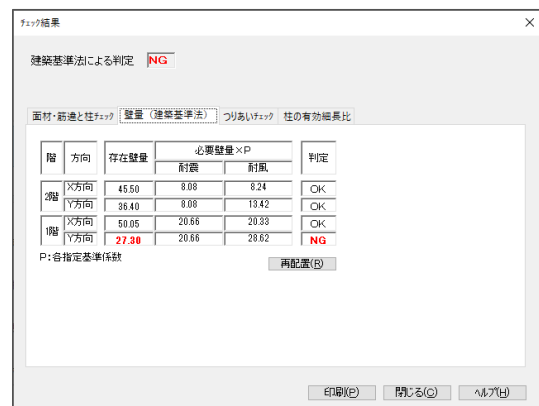 チェック結果
建築基準法による判定 NG
面材・筋違と柱チェック 壁量（建築基準法） つりあいチェック 柱の有効細長比
階 方向 存在壁量 必要壁量×P 判定
耐震 耐風
2階 X方向 45.50 8.08 8.24 OK
Y方向 36.40 8.08 13.42 OK
1階 X方向 50.05 20.66 20.33 OK
Y方向 27.30 20.66 28.62 NG
P:各指定基準係数
再配置(R)
印刷(P) 閉じる(C) ヘルプ(H)